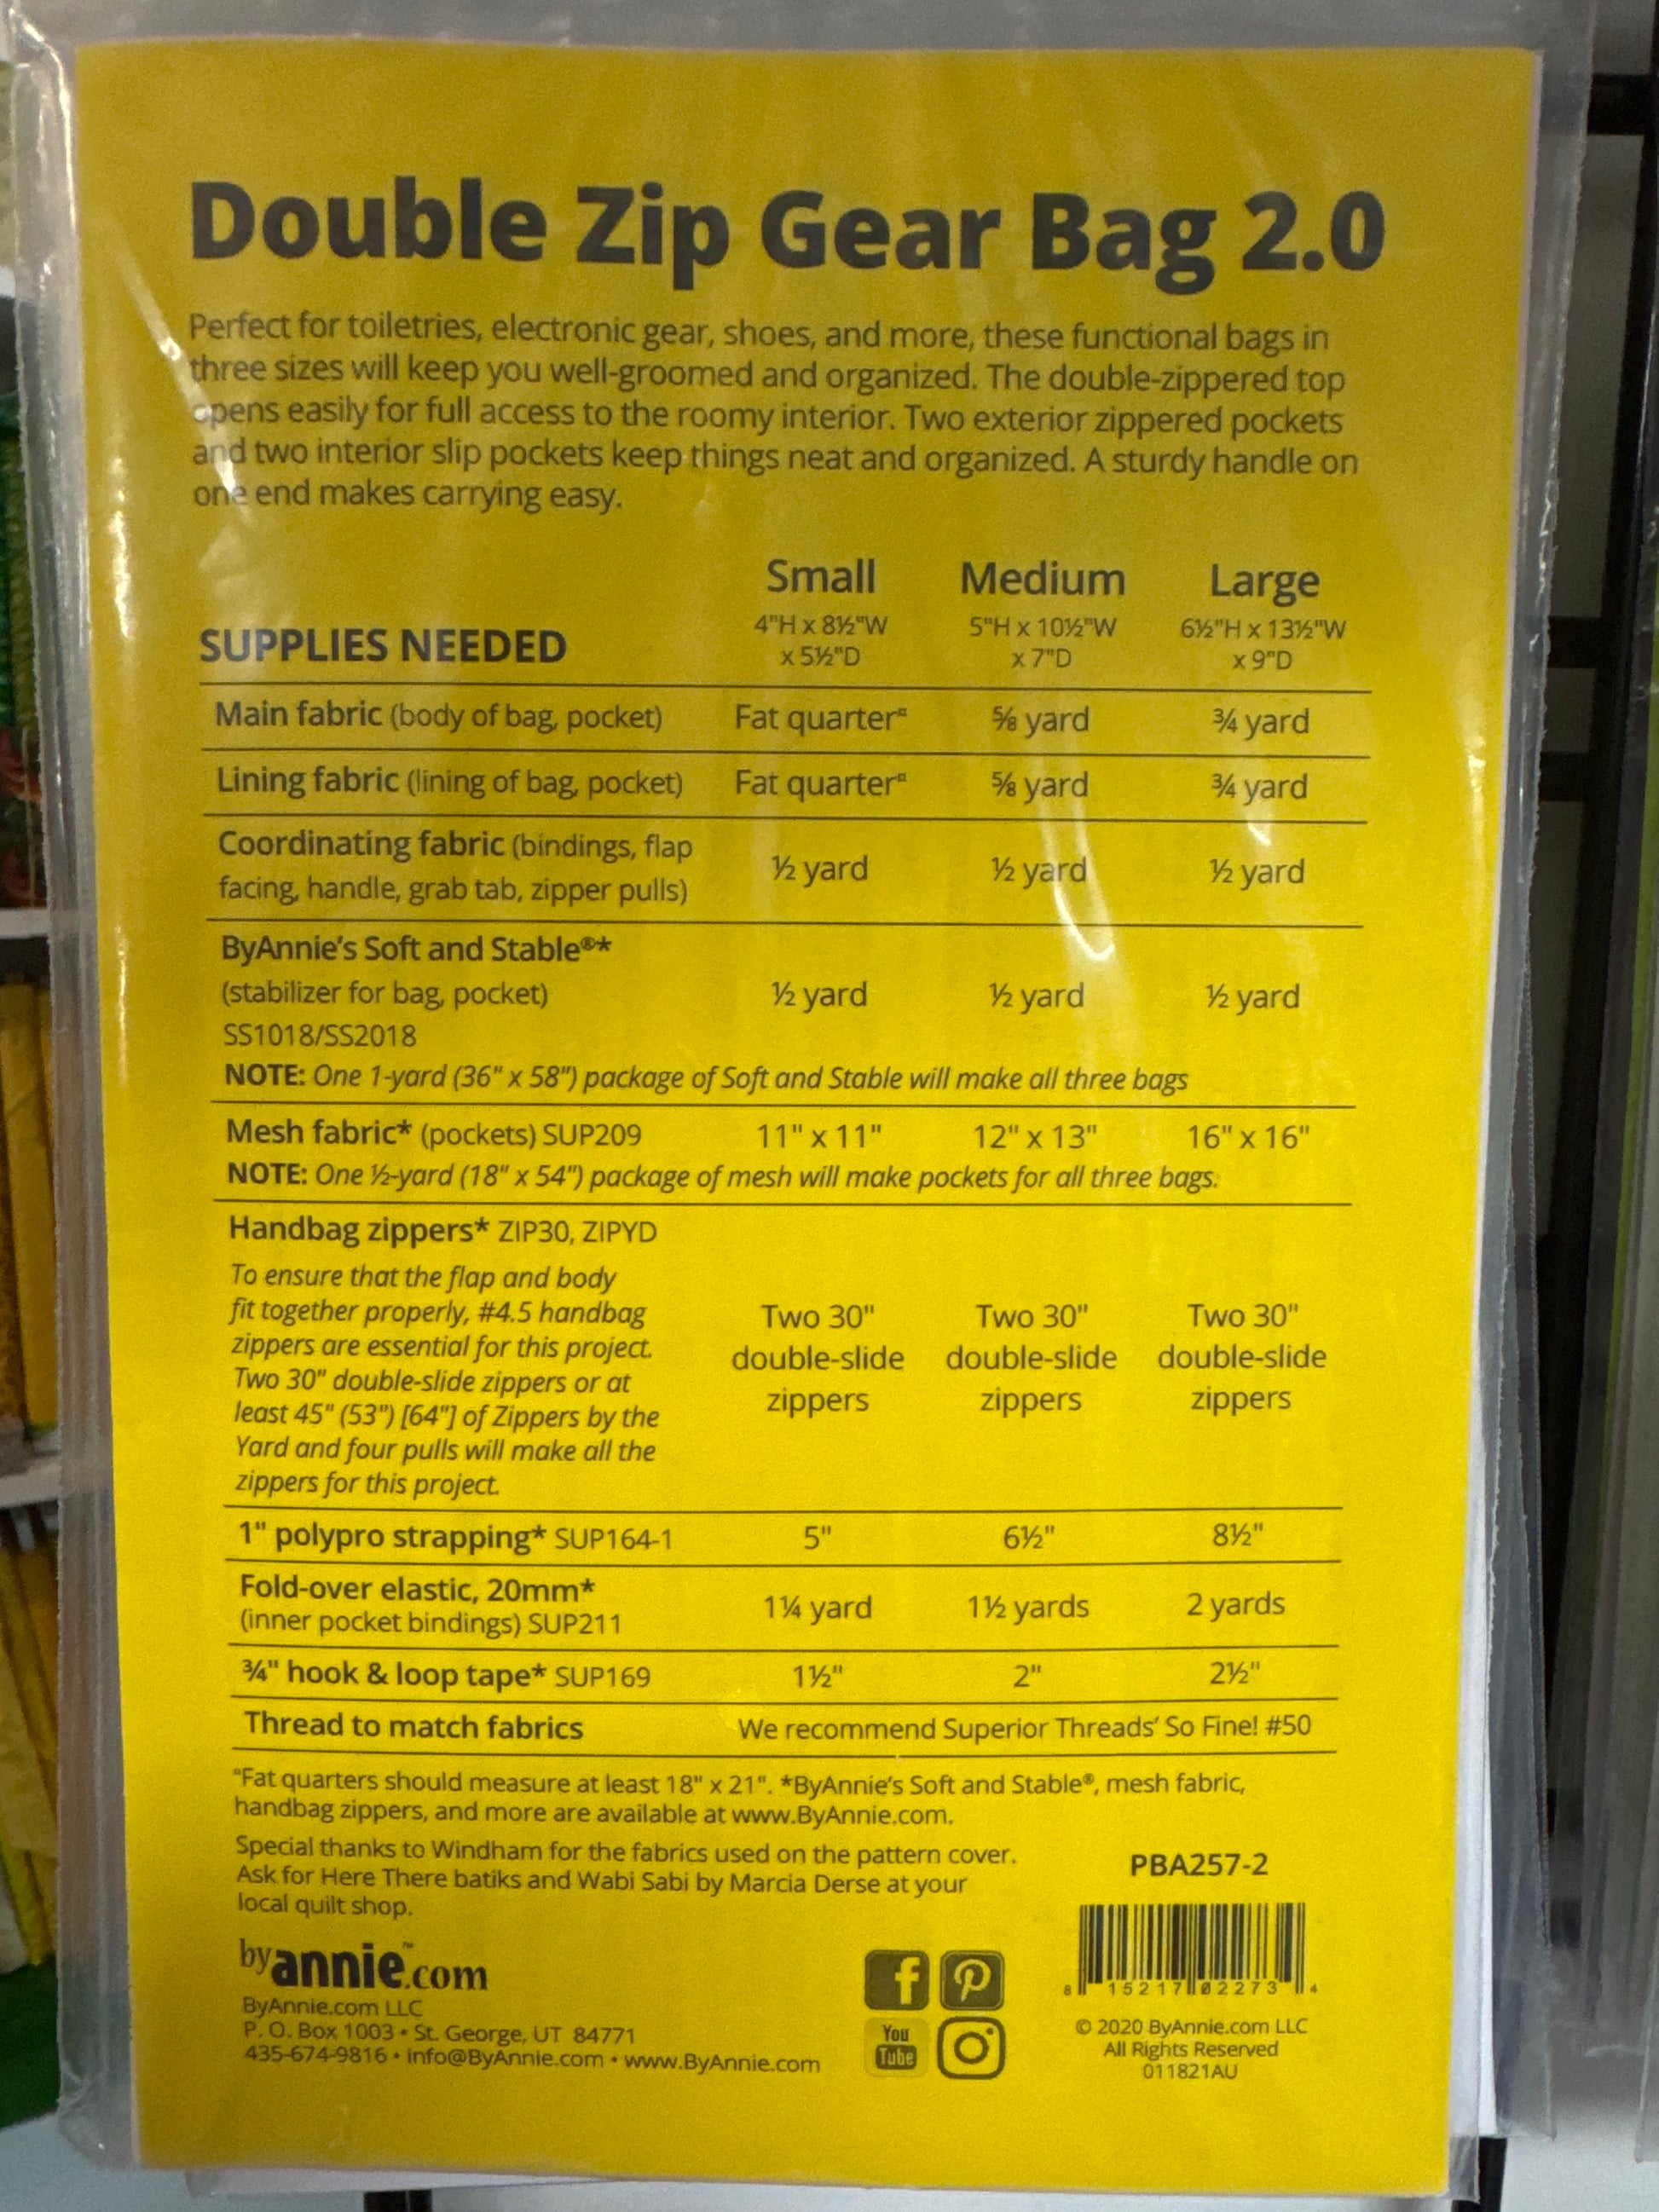 Double Zip Gear Bag 2.0
Perfect for toiletries, electronic gear, shoes, and more, these functional bags in
three sizes will keep you well-groomed and organized. The double-zippered top
opens easily for full access to the roomy interior. Two exterior zippered pockets
and two interior slip pockets keep things neat and organized. A sturdy handle on
one end makes carrying easy.
Small Medium Large
4"H x 8½"W 5"H x 10½"W 6½"H x 13½"W
SUPPLIES NEEDED x 5½"D x 7"D x 9"D
Main fabric (body of bag, pocket) Fat quarter¤ ⅝ yard ¾ yard
Lining fabric (lining of bag, pocket) Fat quarter¤ ⅝ yard ¾ yard
Coordinating fabric (bindings, flap
facing, handle, grab tab, zipper pulls) ½ yard ½ yard ½ yard
ByAnnie's Soft and Stable®*
(stabilizer for bag, pocket) ½ yard ½ yard ½ yard
SS1018/SS2018
NOTE: One 1-yard (36" x 58") package of Soft and Stable will make all three bags
Mesh fabric* (pockets) SUP209 11" x 11" 12" x 13" 16" x 16"
NOTE: One ½-yard (18" x 54") package of mesh will make pockets for all three bags.
Handbag zippers* ZIP30, ZIPYD
To ensure that the flap and body
fit together properly, #4.5 handbag Two 30" Two 30" Two 30"
zippers are essential for this project. double-slide double-slide double-slide
Two 30" double-slide zippers or at zippers zippers zippers
least 45" (53") [64"] of Zippers by the
Yard and four pulls will make all the
zippers for this project.
1" polypro strapping* SUP164-1 5" 6½" 8½"
Fold-over elastic, 20mm*
(inner pocket bindings) SUP211 1¼ yard 1½ yards 2 yards
¾" hook & loop tape* SUP169 1½" 2" 2½"
Thread to match fabrics We recommend Superior Threads' So Fine! #50
¤Fat quarters should measure at least 18" x 21". *ByAnnie's Soft and Stable®, mesh fabric,
handbag zippers, and more are available at www.ByAnnie.com.
Special thanks to Windham for the fabrics used on the pattern cover.
Ask for Here There batiks and Wabi Sabi by Marcia Derse at your
local quilt shop.
PBA257-2
byannie.com™
ByAnnie.com LLC
P. O. Box 1003 • St. George, UT 84771
435-674-9816 • info@ByAnnie.com • www.ByAnnie.com
You
Tube
8 15217 02273 4
© 2020 ByAnnie.com LLC
All Rights Reserved
011821AU